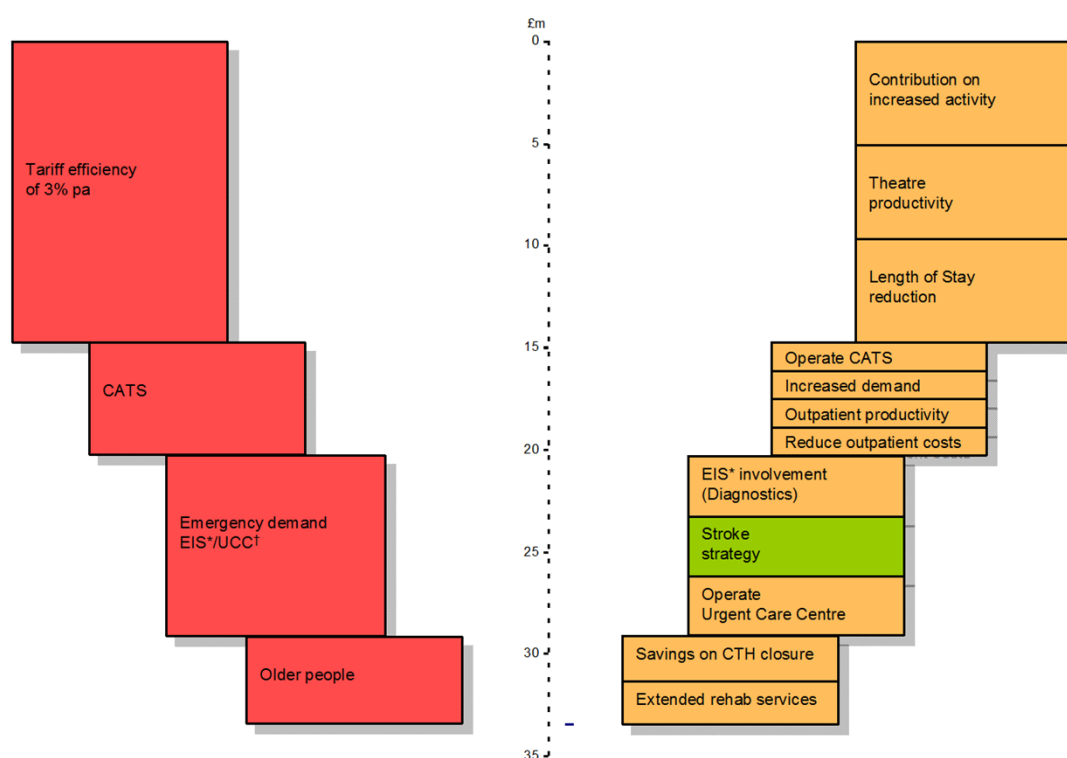 £m
0
5
10
15
20
25
30
35
Tariff efficiency
of 3% pa
CATS
Emergency demand
EIS*/UCC†
Older people
Contribution on
increased activity
Theatre
productivity
Length of Stay
reduction
Operate CATS
Increased demand
Outpatient productivity
Reduce outpatient costs
EIS* involvement
(Diagnostics)
Stroke
strategy
Operate
Urgent Care Centre
Savings on CTH closure
Extended rehab services